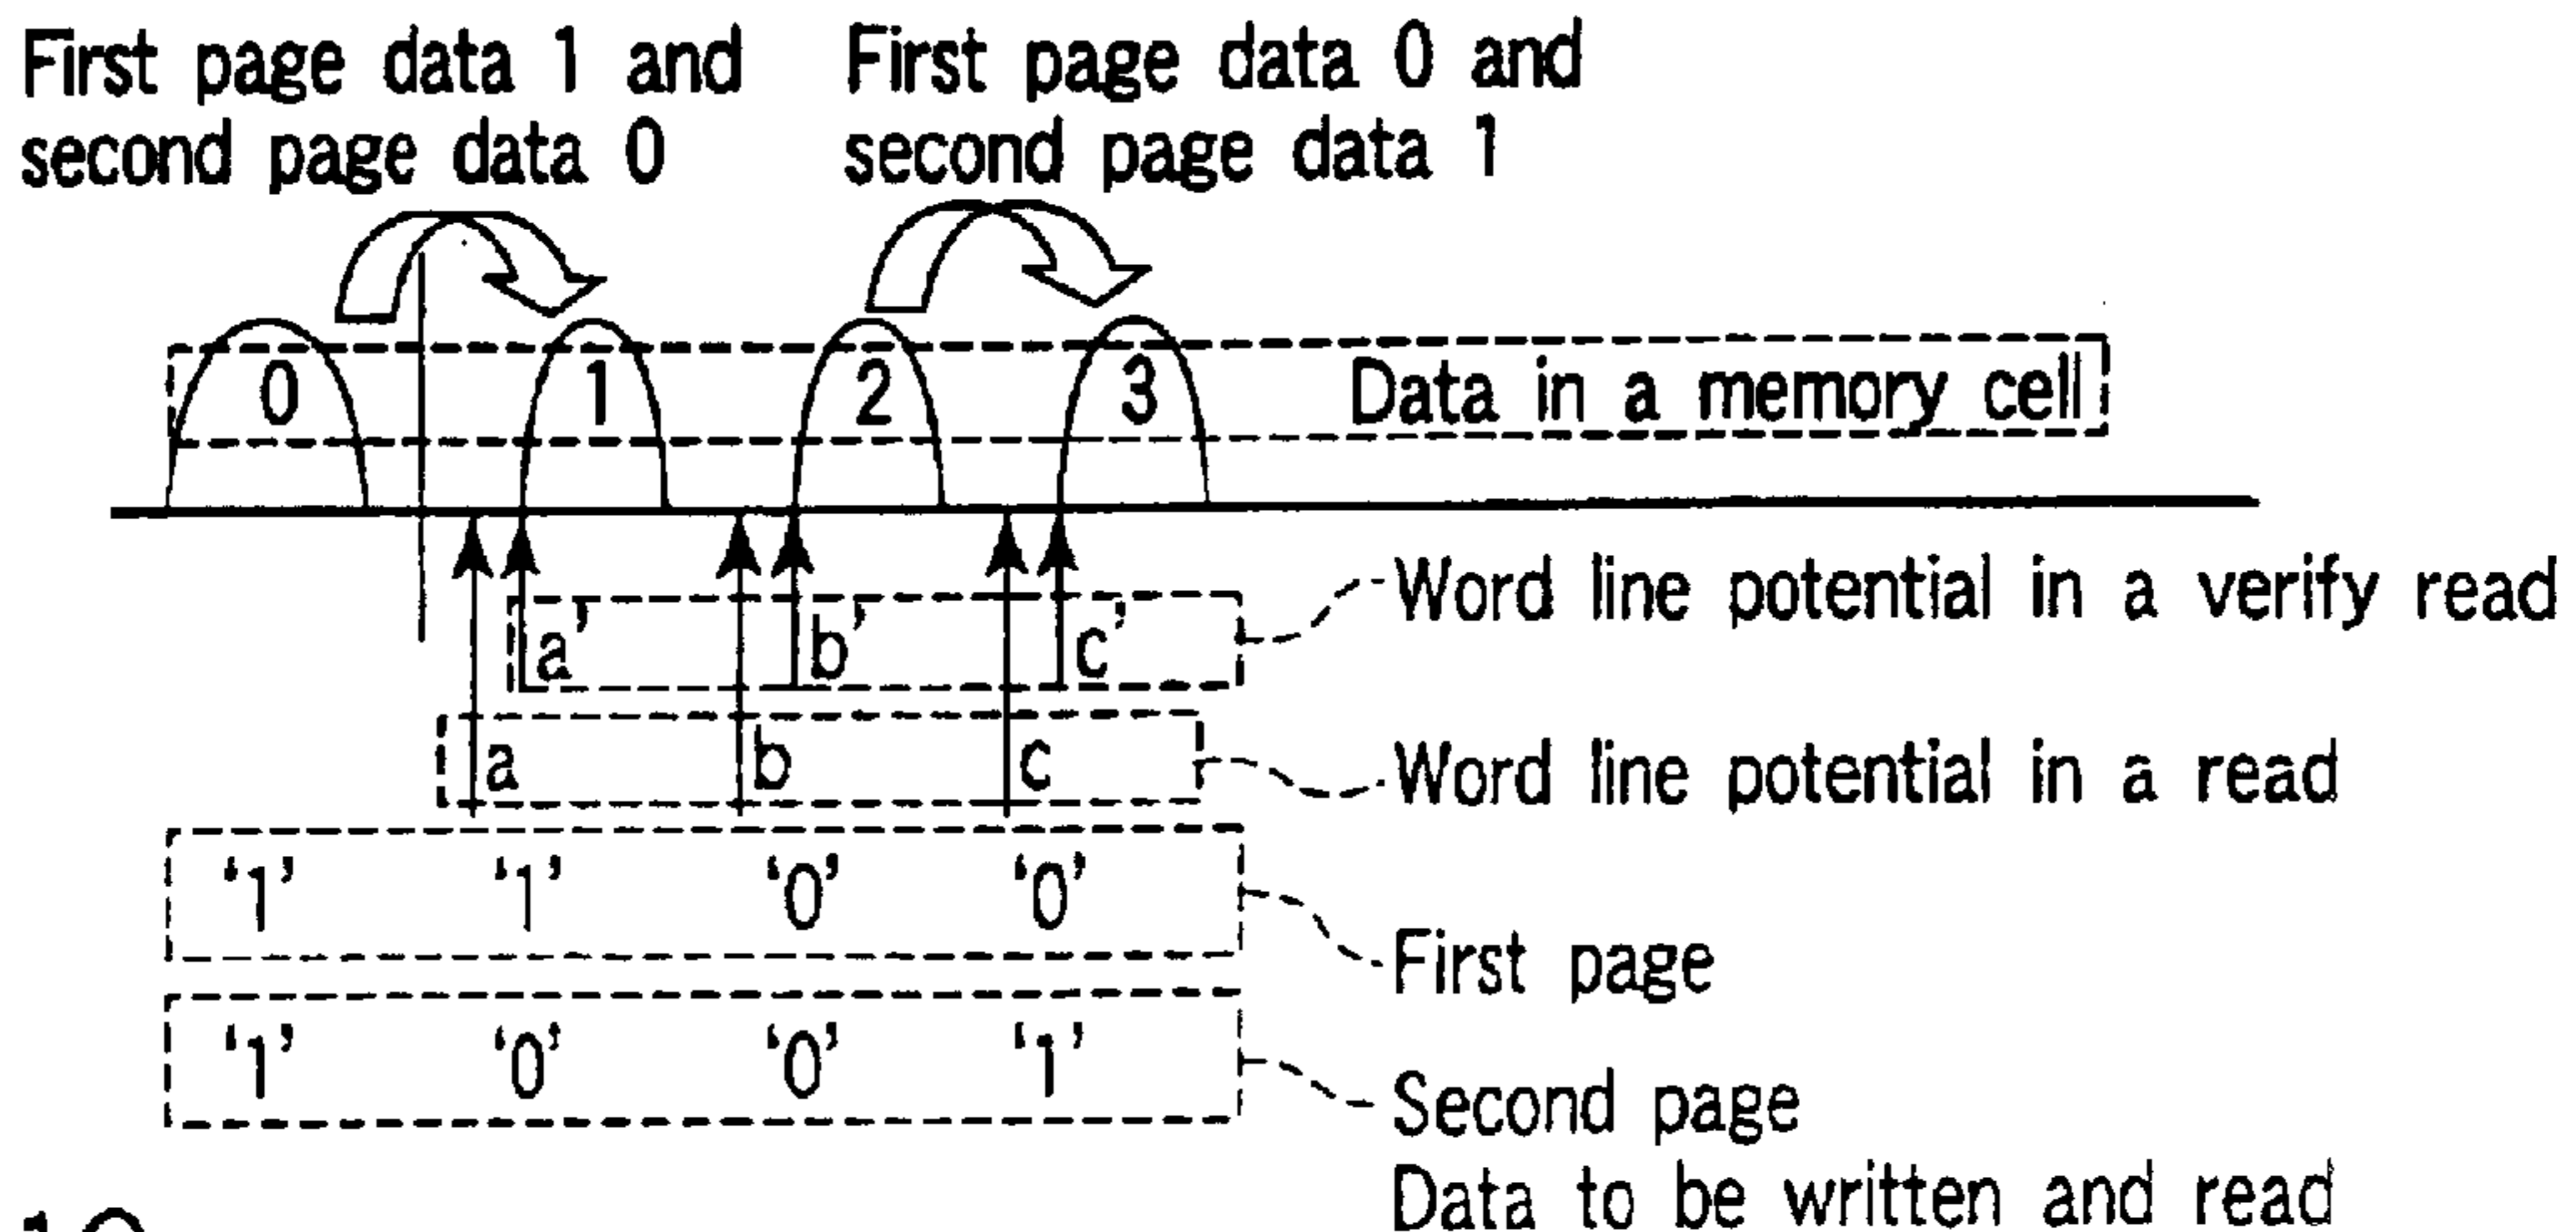 First page data 1 and
second page data 0
First page data 0 and
second page data 1
0 1 2 3 Data in a memory cell
a' b' c' Word line potential in a verify read
a b c Word line potential in a read
‘1’ ‘1’ ‘0’ ‘0’
First page
‘1’ ‘0’ ‘0’ ‘1’
Second page
Data to be written and read